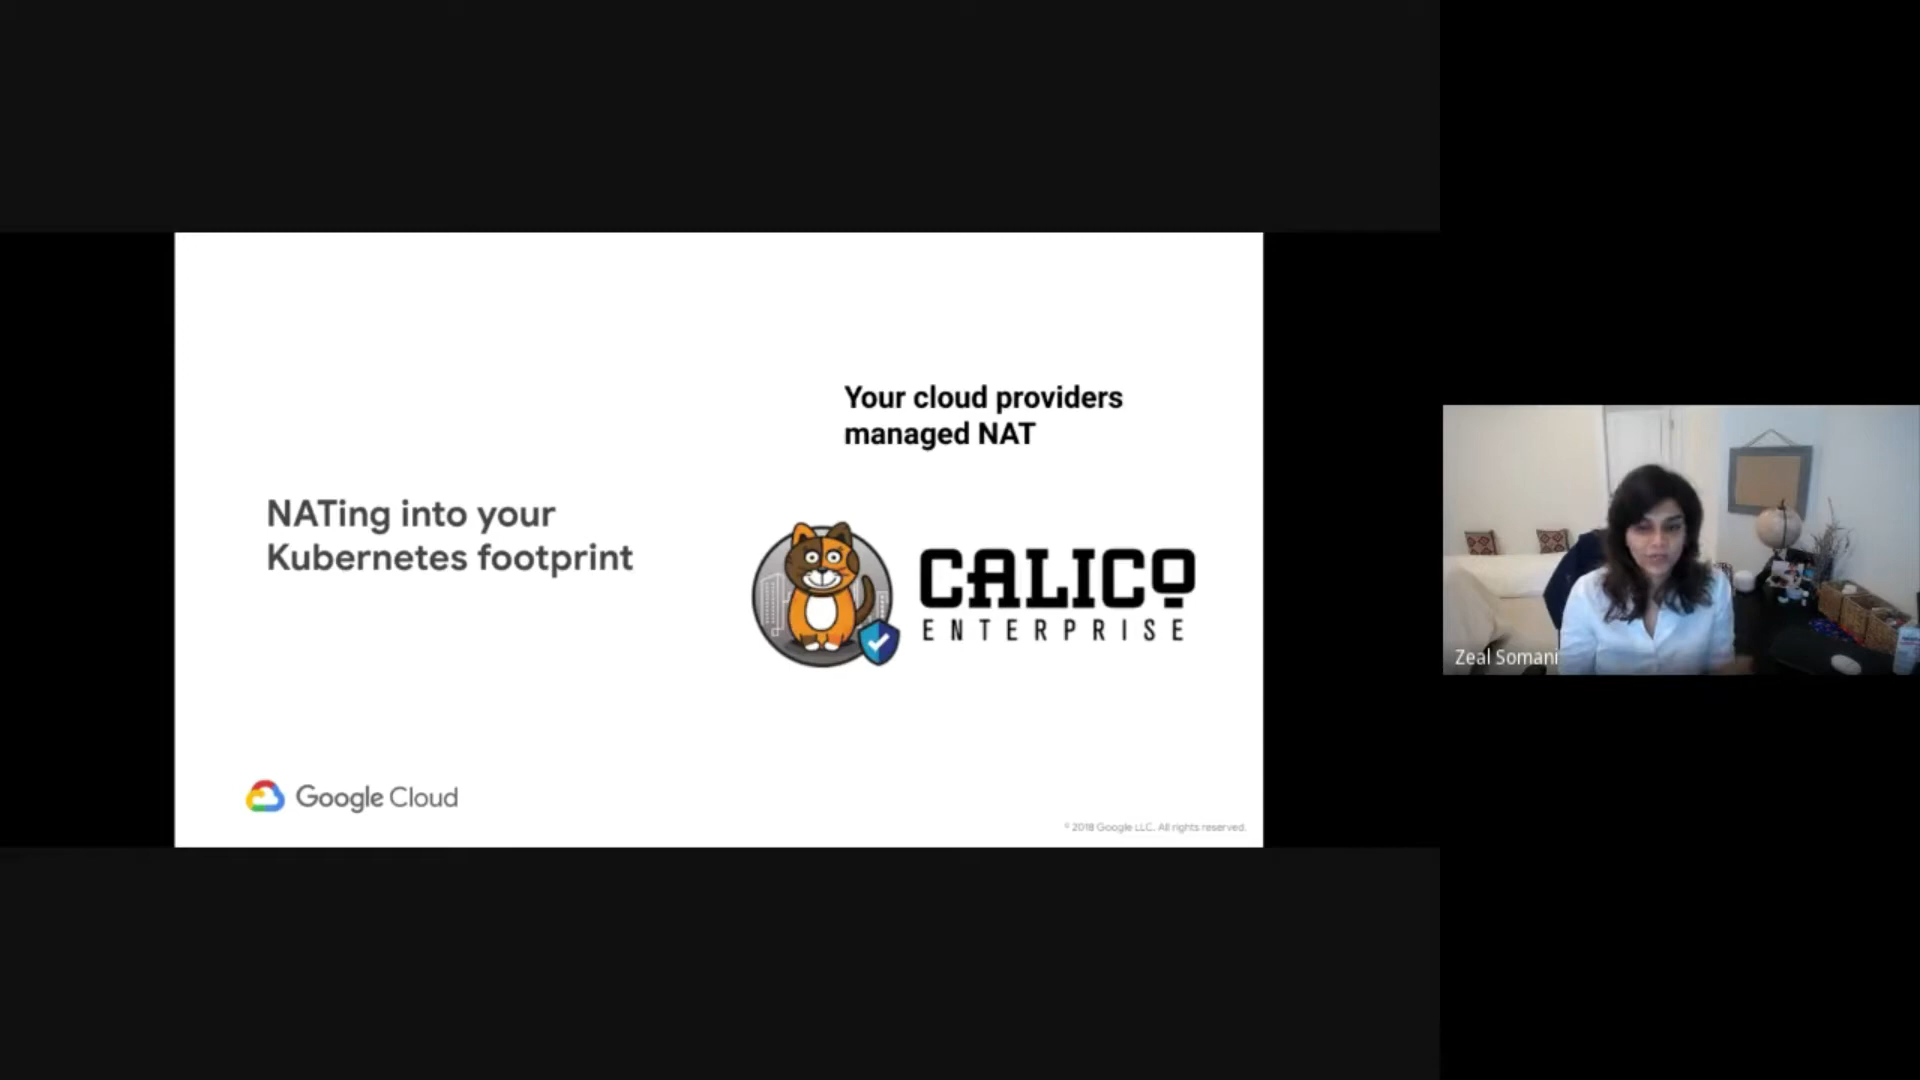 Your cloud providers
managed NAT
NATing into your
Kubernetes footprint
CALICO
ENTERPRISE
Google Cloud
© 2018 Google LLC. All rights reserved.
Zeal Somani